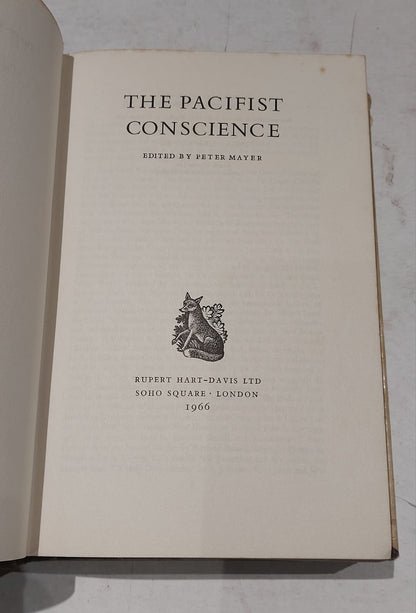 THE PACIFIST
CONSCIENCE
EDITED BY PETER MAYER
RUPERT HART-DAVIS LTD
SOHO SQUARE · LONDON
1966